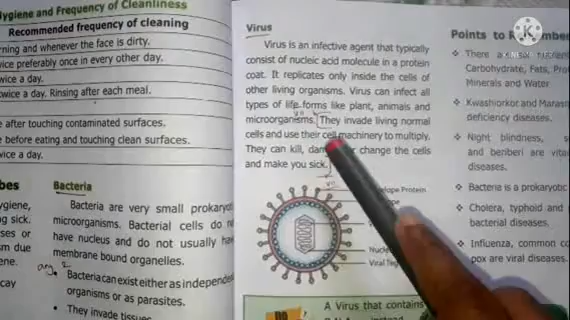 Hygiene and Frequency of Cleanliness
Recommended frequency of cleaning
rning and whenever the face is dirty.
vice preferably once in every other day.
wice a day.
twice a day. Rinsing after each meal.
e after touching contaminated surfaces.
e before eating and touching clean surfaces.
vice a day.
bes
ygiene,
ng sick.
ses or
sm due
ene.
cay
Bacteria
Bacteria are very small prokaryo
microorganisms. Bacterial cells do n
have nucleus and do not usually ha
membrane bound organelles.
Bacteria can exist either as independe
organisms or as parasites.
They invade tissues
Virus
Virus is an infective agent that typically
consist of nucleic acid molecule in a protein
coat. It replicates only inside the cells of
other living organisms. Virus can infect all
types of life forms like plant, animals and
microorganisms. They invade living normal
cells and use their cell machinery to multiply.
They can kill, change the cells
and make you sick.
elope Protein
Nucle
Viral
A Virus that contains
Points to
There a
Carbohydrate, Fats, Pro
Minerals and Water
Kwashiorkor and Maras
deficiency diseases.
Night blindness, s
and beriberi are vita
diseases.
Bacteria is a prokaryotic
Cholera, typhoid and
bacterial diseases.
Influenza, common co
pox are viral diseases.
KINEMASTER